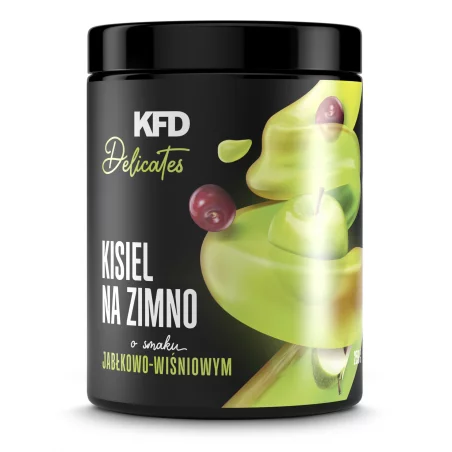 KFD
Delicates
KISIEL
NA ZIMNO
o smaku
JABŁKOWO-WIŚNIOWYM